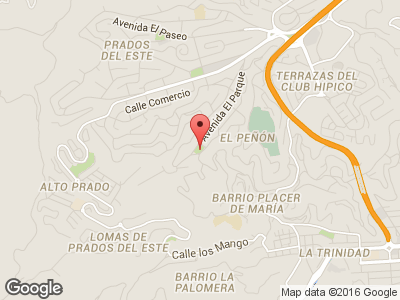 Avenida El Paseo
PRADOS
DEL ESTE
TERRAZAS DEL
CLUB HIPICO
Calle Comercio
Avenida El Parque
EL PEÑÓN
ALTO PRADO
BARRIO PLACER
DE MARÍA
LOMAS DE
PRADOS DEL ESTE
Calle los Mango
LA TRINIDAD
BARRIO LA
PALOMERA
Google
Map data ©2016 Google